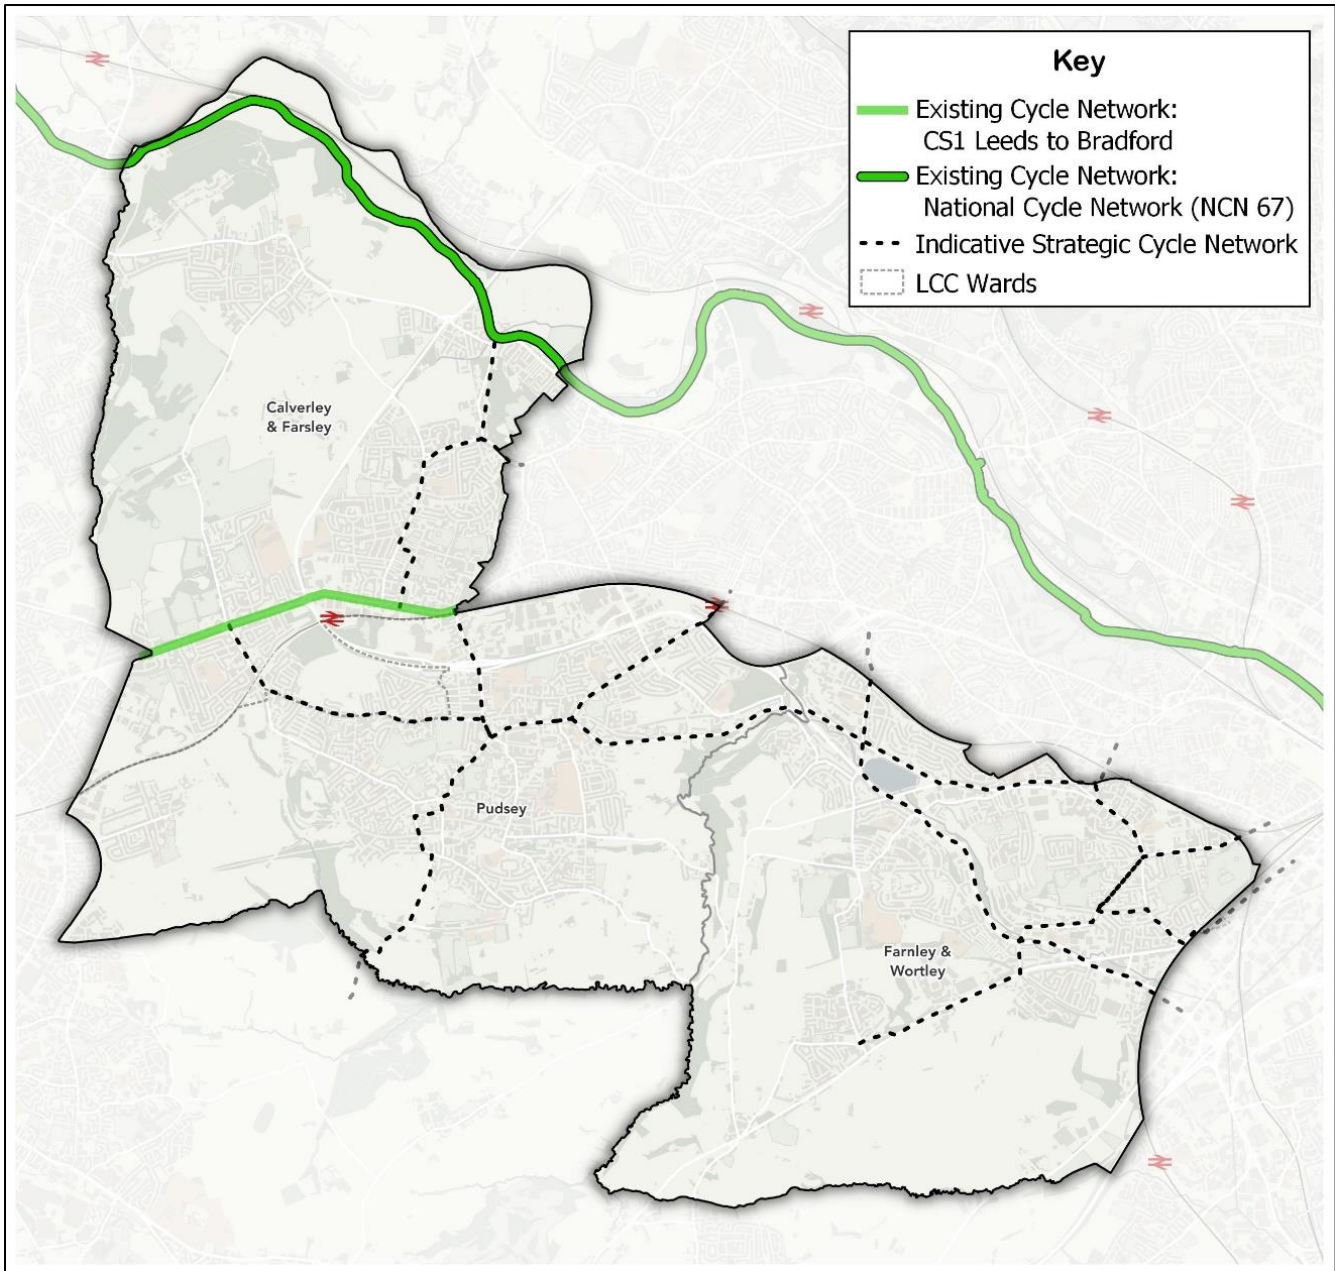 Key
Existing Cycle Network:
CS1 Leeds to Bradford
Existing Cycle Network:
National Cycle Network (NCN 67)
Indicative Strategic Cycle Network
LCC Wards
Calverley
& Farsley
Pudsey
Farnley &
Wortley